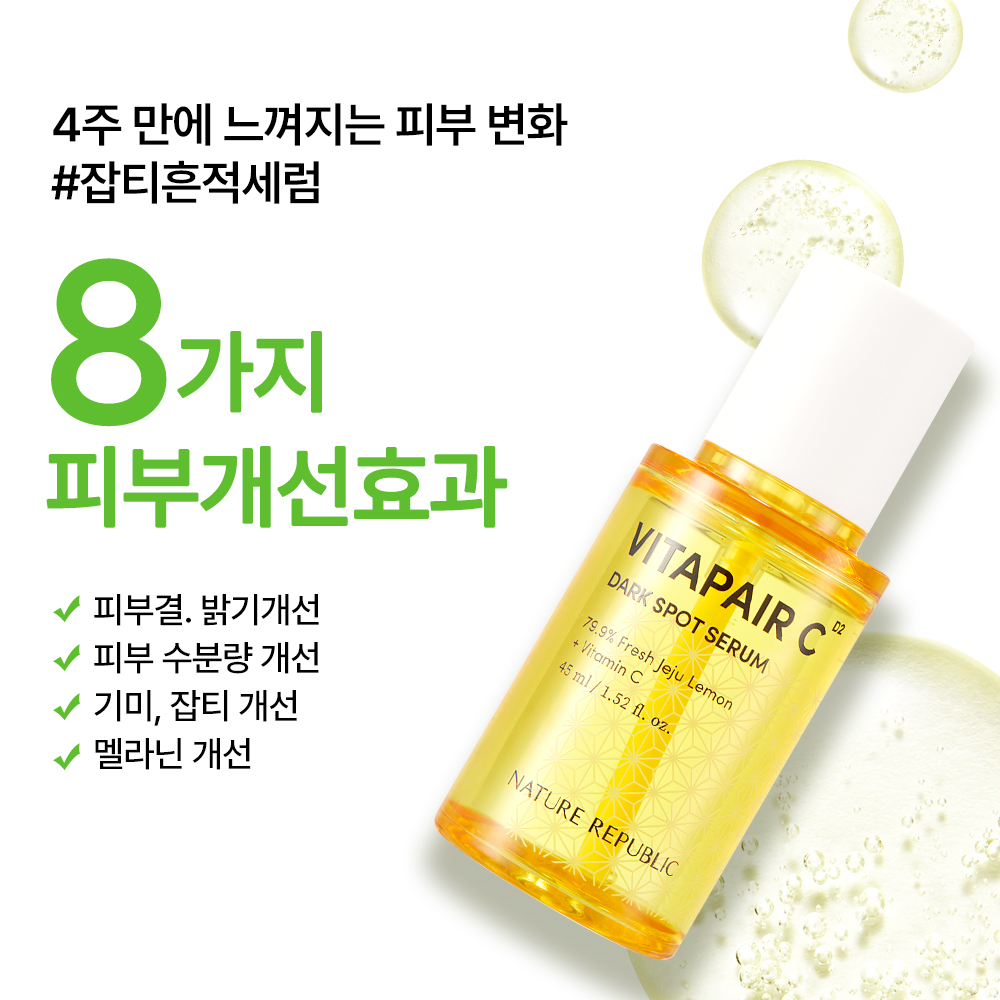 4주 만에 느껴지는 피부 변화
#잡티흔적세럼
8가지
피부개선효과
피부결. 밝기개선
피부 수분량 개선
기미, 잡티 개선
멜라닌 개선
VITAPAIR C D2
DARK SPOT SERUM
79.9% Fresh Jeju Lemon
+ Vitamin C
45 ml / 1.52 fl. oz.
NATURE REPUBLIC